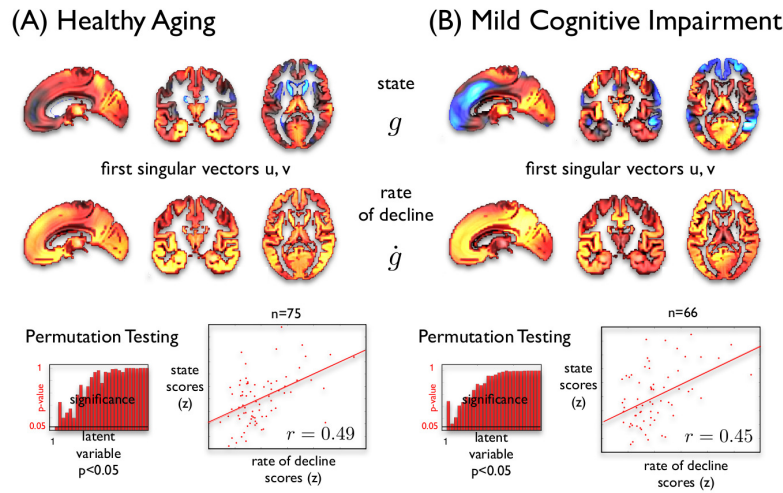 (A) Healthy Aging
(B) Mild Cognitive Impairment
state
g
first singular vectors u, v
first singular vectors u, v
rate
of decline
ġ
n=75
Permutation Testing
1
p-value
significance
0.05
1
latent
variable
p<0.05
state
scores
(z)
r = 0.49
rate of decline
scores (z)
n=66
Permutation Testing
1
p-value
significance
0.05
1
latent
variable
p<0.05
state
scores
(z)
r = 0.45
rate of decline
scores (z)